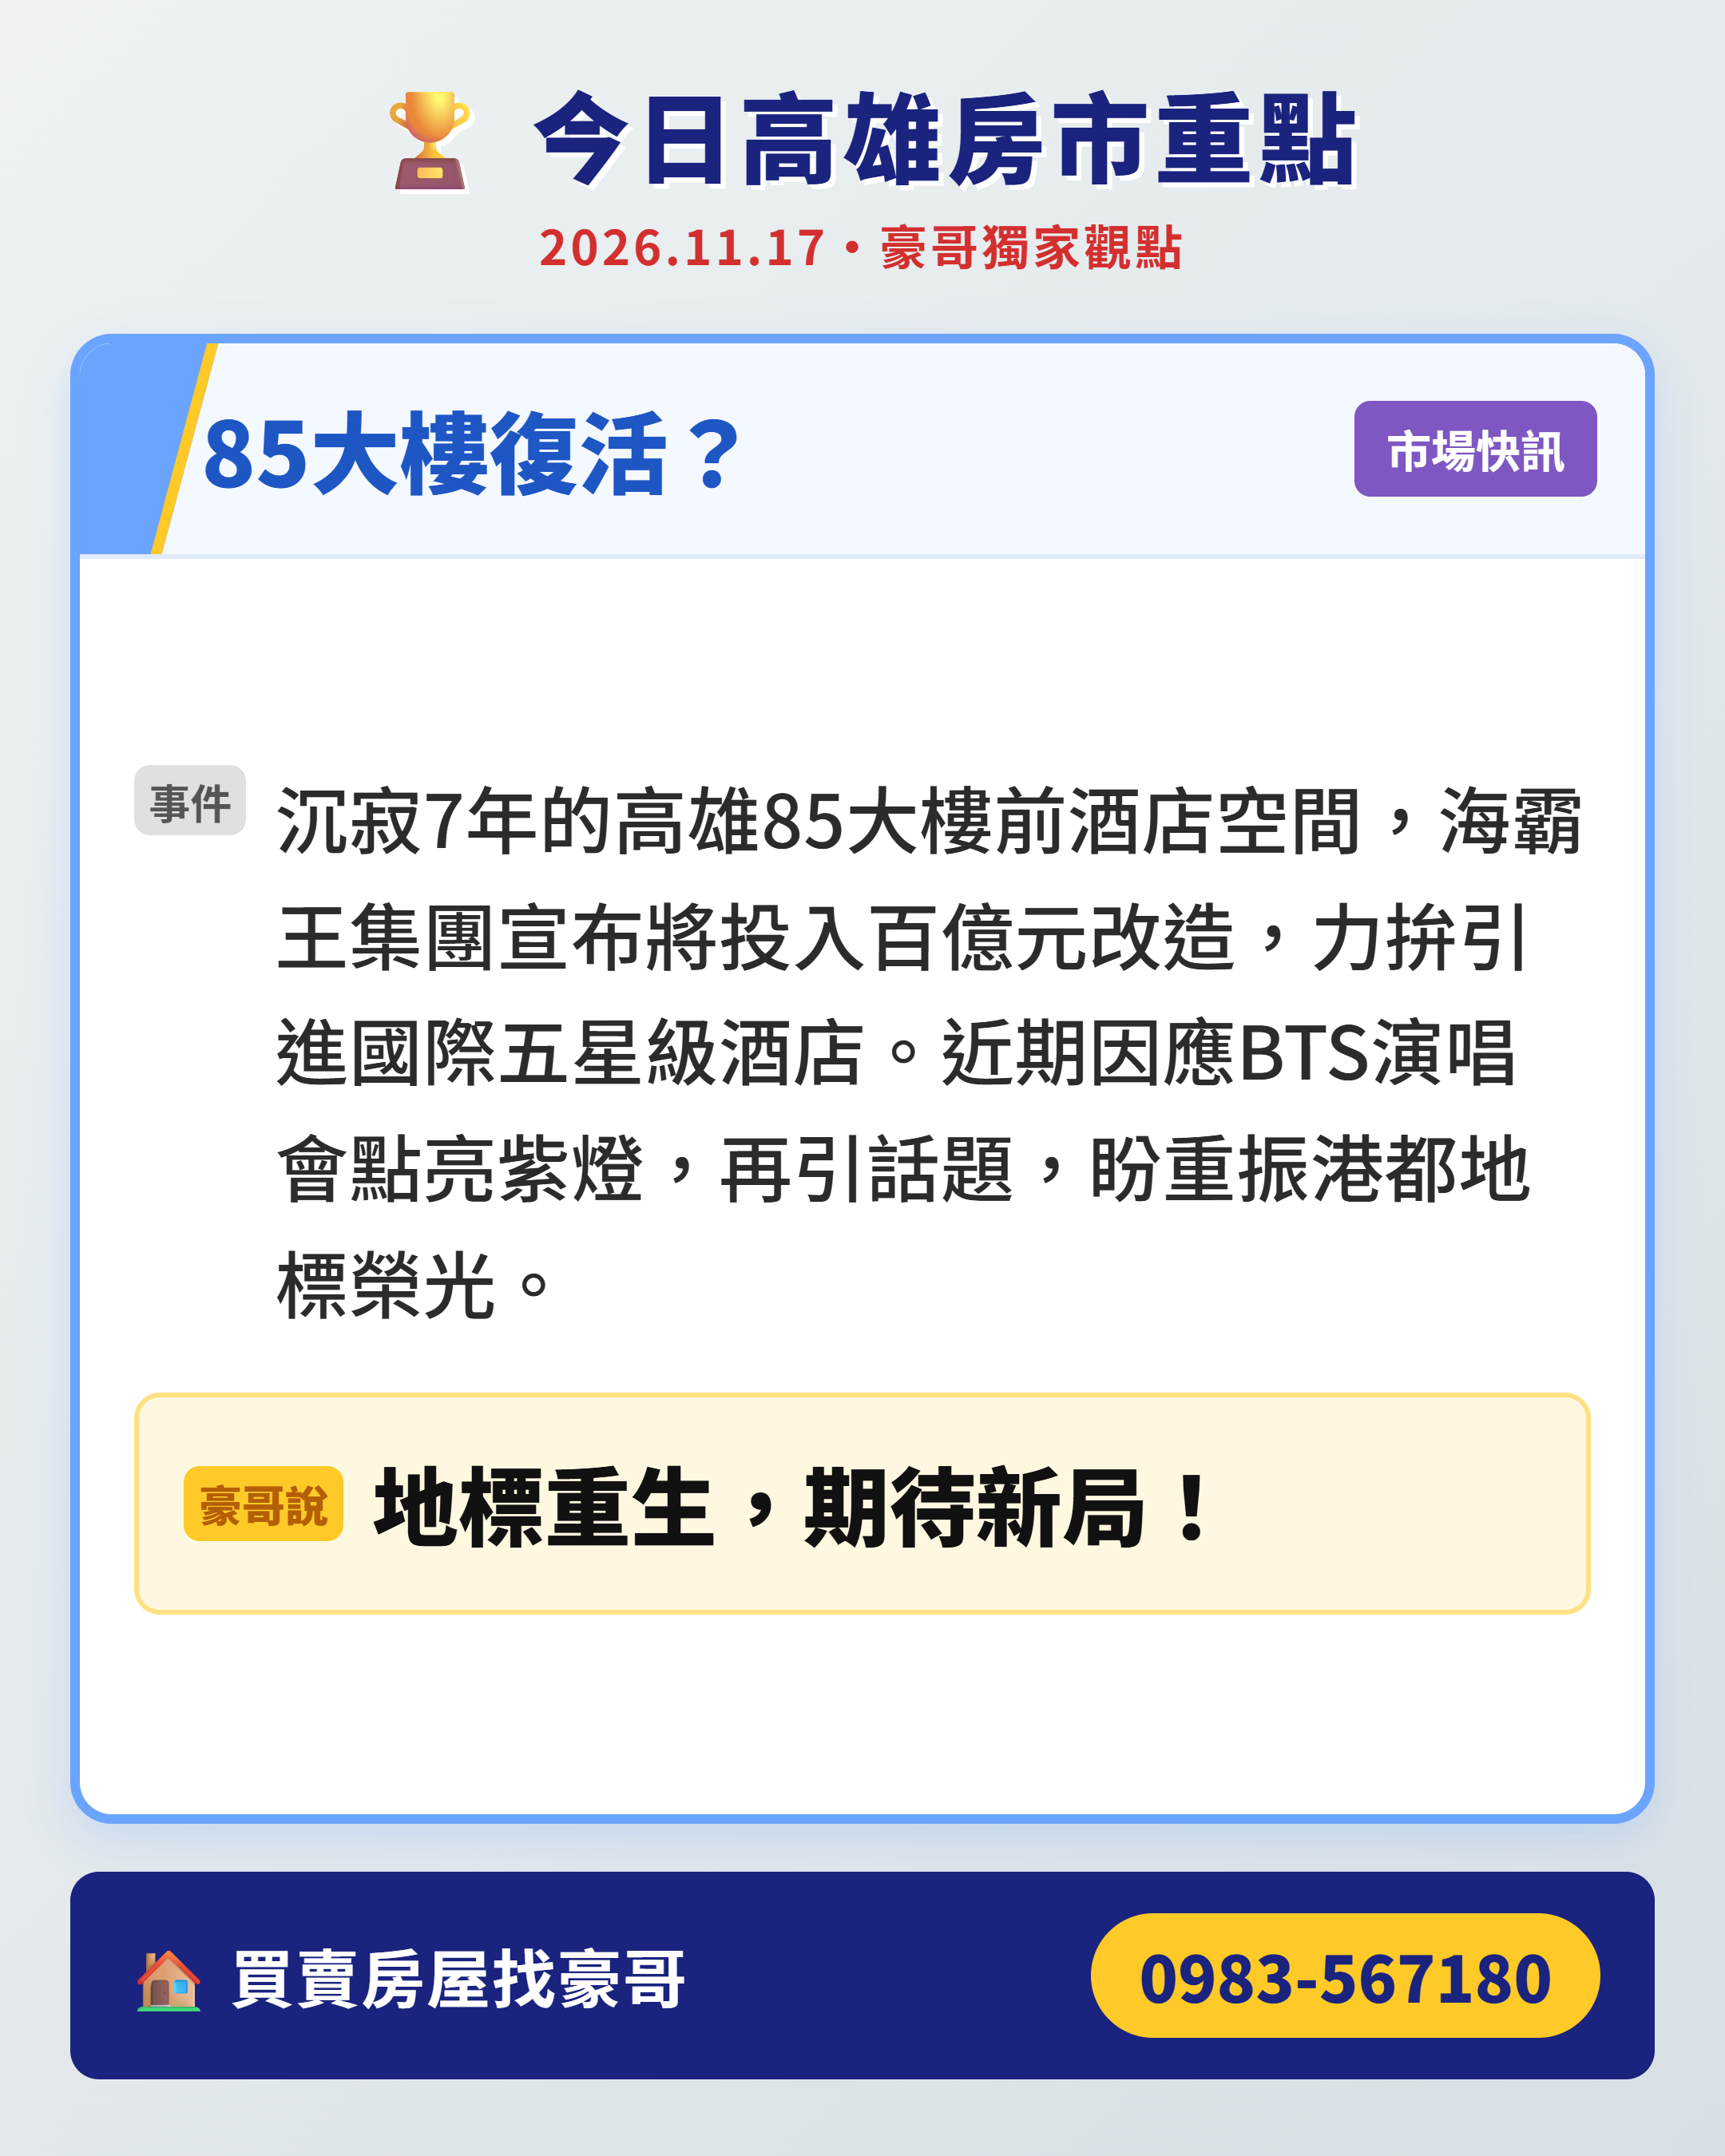 今日高雄房市重點
2026.11.17・豪哥獨家觀點
85大樓復活？
市場快訊
事件
沉寂7年的高雄85大樓前酒店空間，海霸
王集團宣布將投入百億元改造，力拚引
進國際五星級酒店。近期因應BTS演唱
會點亮紫燈，再引話題，盼重振港都地
標榮光。
豪哥說
地標重生，期待新局！
買賣房屋找豪哥
0983-567180